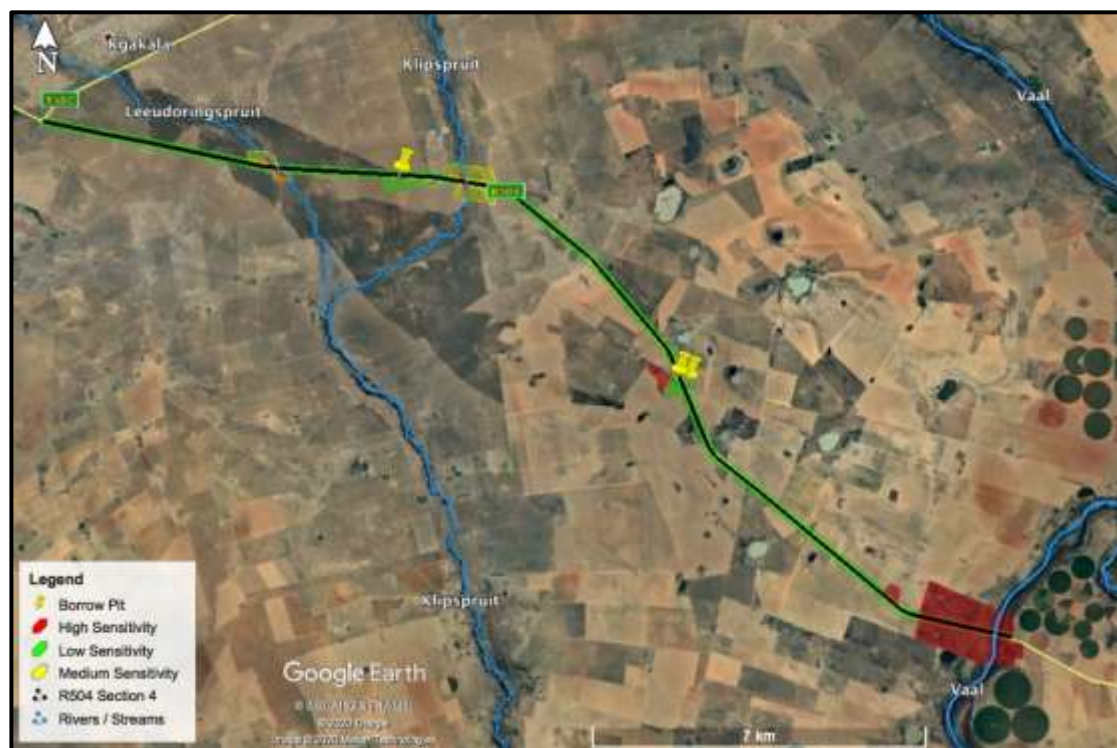 N
Kgakala
Klipspruit
Leeudoringspruit
Vaal
Klipspruit
Vaal
Legend
Borrow Pit
High Sensitivity
Low Sensitivity
Medium Sensitivity
R504 Section 4
Rivers / Streams
Google Earth
7 km